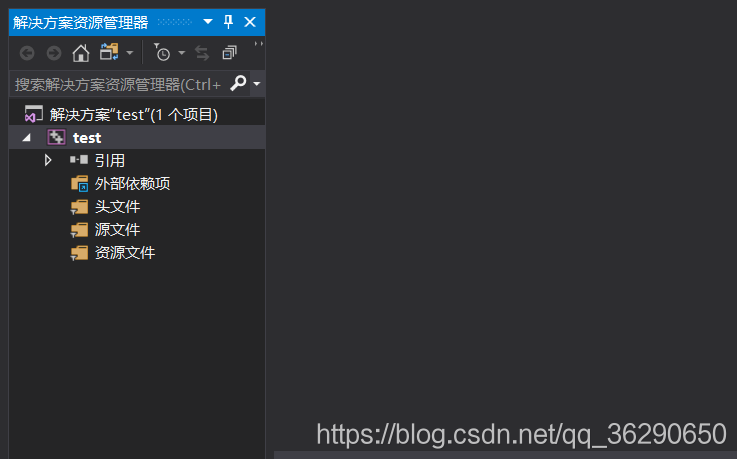 解决方案资源管理器
搜索解决方案资源管理器(Ctrl+
解决方案“test”(1 个项目)
test
引用
外部依赖项
头文件
源文件
资源文件
https://blog.csdn.net/qq_36290650